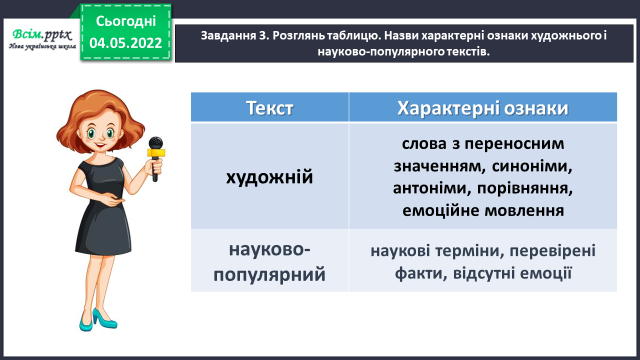 Всім.pptx
Нова українська школа
Сьогодні
04.05.2022
Завдання 3. Розглянь таблицю. Назви характерні ознаки художнього і
науково-популярного текстів.
Текст
Характерні ознаки
художній
слова з переносним
значенням, синоніми,
антоніми, порівняння,
емоційне мовлення
науково-
популярний
наукові терміни, перевірені
факти, відсутні емоції